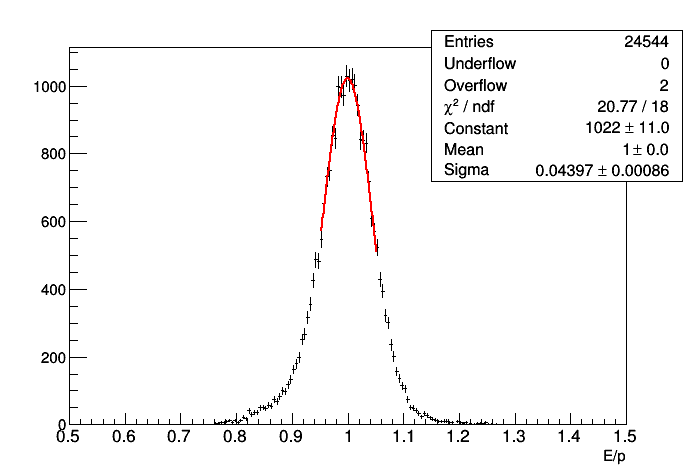 Entries 24544
Underflow 0
Overflow 2
χ² / ndf 20.77 / 18
Constant 1022 ± 11.0
Mean 1 ± 0.0
Sigma 0.04397 ± 0.00086
1000
800
600
400
200
0
0.5 0.6 0.7 0.8 0.9 1 1.1 1.2 1.3 1.4 1.5
E/p